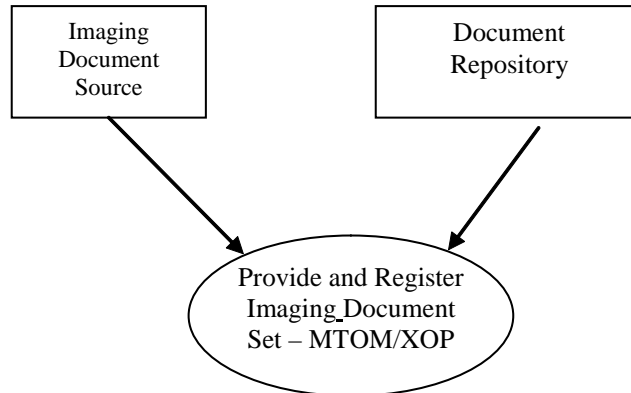 Imaging
Document
Source
Document
Repository
Provide and Register
Imaging Document
Set – MTOM/XOP